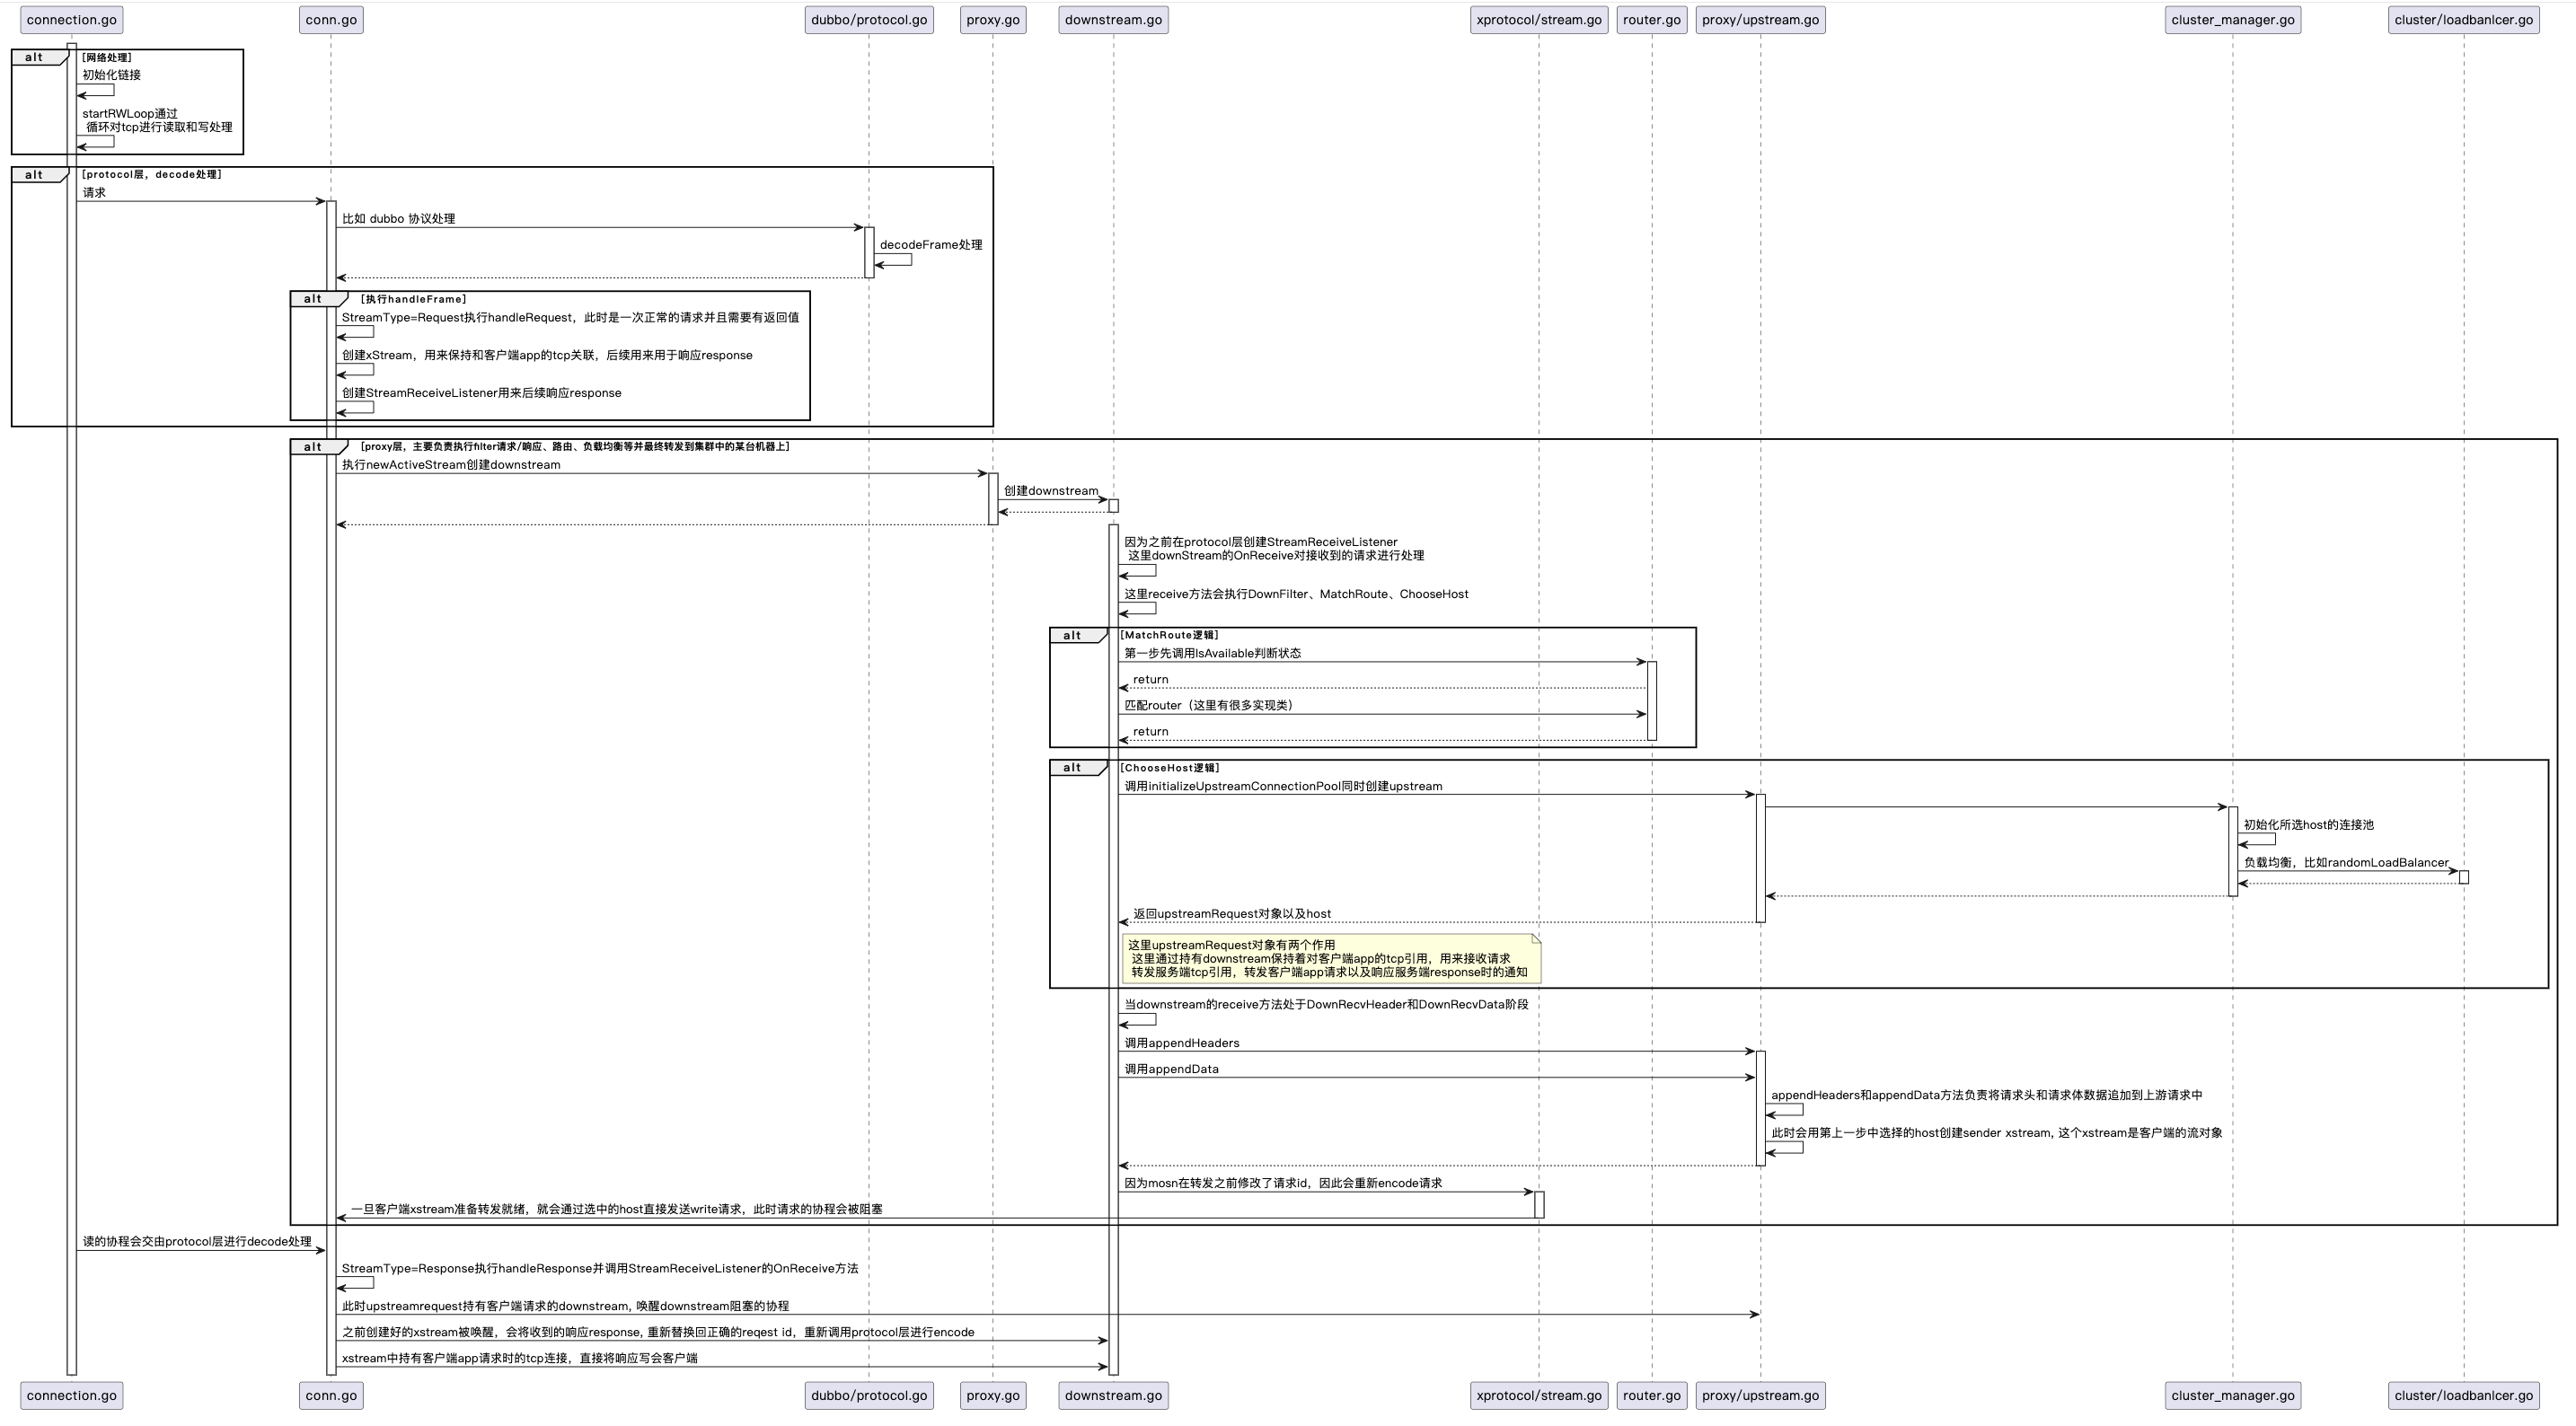 connection.go
conn.go
dubbo/protocol.go
proxy.go
downstream.go
xprotocol/stream.go
router.go
proxy/upstream.go
cluster_manager.go
cluster/loadbanlcer.go
alt
[网络处理]
初始化链接
startRWLoop通过
循环对tcp进行读取和写处理
alt
[protocol层，decode处理]
请求
比如 dubbo 协议处理
decodeFrame处理
alt
[执行handleFrame]
StreamType=Request执行handleRequest，此时是一次正常的请求并且需要有返回值
创建xStream，用来保持和客户端app的tcp关联，后续用来用于响应response
创建StreamReceiveListener用来后续响应response
alt
[proxy层，主要负责执行filter请求/响应、路由、负载均衡等并最终转发到集群中的某台机器上]
执行newActiveStream创建downstream
创建downstream
因为之前在protocol层创建StreamReceiveListener
这里downStream的OnReceive对接收到的请求进行处理
这里receive方法会执行DownFilter、MatchRoute、ChooseHost
alt
[MatchRoute逻辑]
第一步先调用IsAvailable判断状态
return
匹配router（这里有很多实现类）
return
alt
[ChooseHost逻辑]
调用initializeUpstreamConnectionPool同时创建upstream
初始化所选host的连接池
负载均衡，比如randomLoadBalancer
返回upstreamRequest对象以及host
这里upstreamRequest对象有两个作用
这里通过持有downstream保持着对客户端app的tcp引用，用来接收请求
转发服务端tcp引用，转发客户端app请求以及响应服务端response时的通知
当downstream的receive方法处于DownRecvHeader和DownRecvData阶段
调用appendHeaders
调用appendData
appendHeaders和appendData方法负责将请求头和请求体数据追加到上游请求中
此时会用第上一步中选择的host创建sender xstream, 这个xstream是客户端的流对象
因为mosn在转发之前修改了请求id，因此会重新encode请求
一旦客户端xstream准备转发就绪，就会通过选中的host直接发送write请求，此时请求的协程会被阻塞
读的协程会交由protocol层进行decode处理
StreamType=Response执行handleResponse并调用StreamReceiveListener的OnReceive方法
此时upstreamrequest持有客户端请求的downstream, 唤醒downstream阻塞的协程
之前创建好的xstream被唤醒，会将收到的响应response, 重新替换回正确的reqest id，重新调用protocol层进行encode
xstream中持有客户端app请求时的tcp连接，直接将响应写会客户端
connection.go
conn.go
dubbo/protocol.go
proxy.go
downstream.go
xprotocol/stream.go
router.go
proxy/upstream.go
cluster_manager.go
cluster/loadbanlcer.go